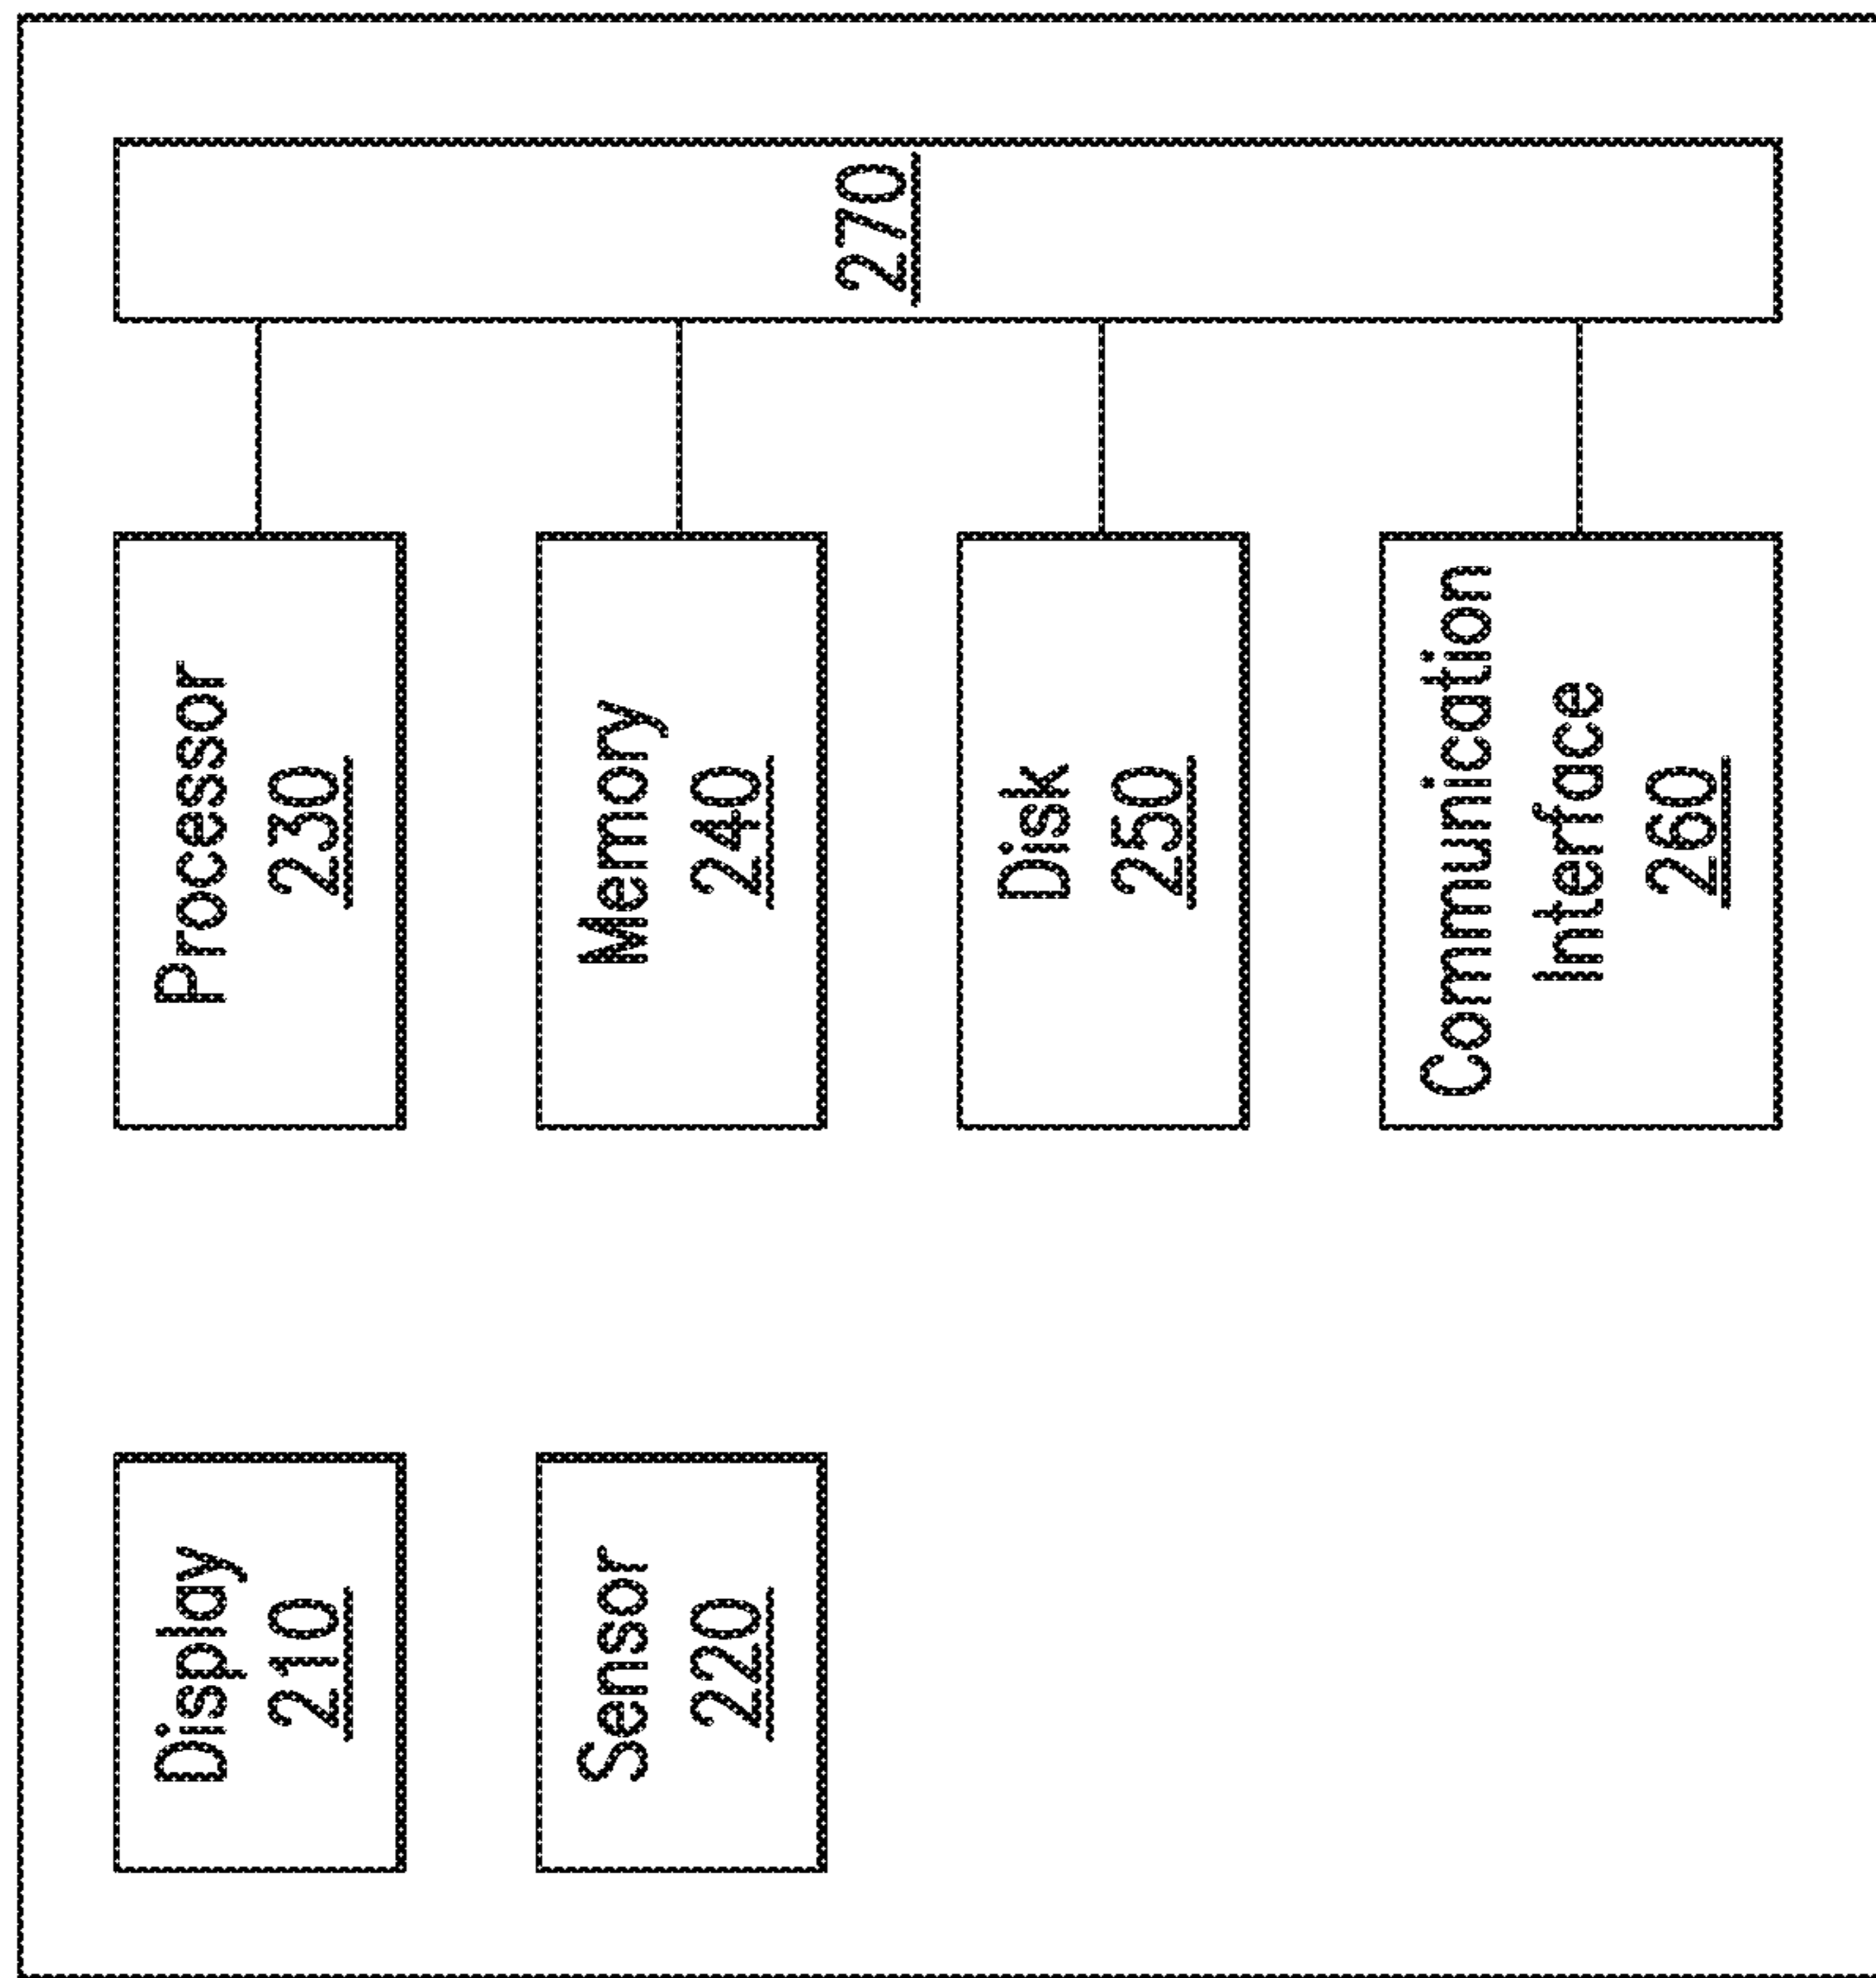 Display
210
Sensor
220
Processor
230
Memory
240
Disk
250
Communication
Interface
260
270